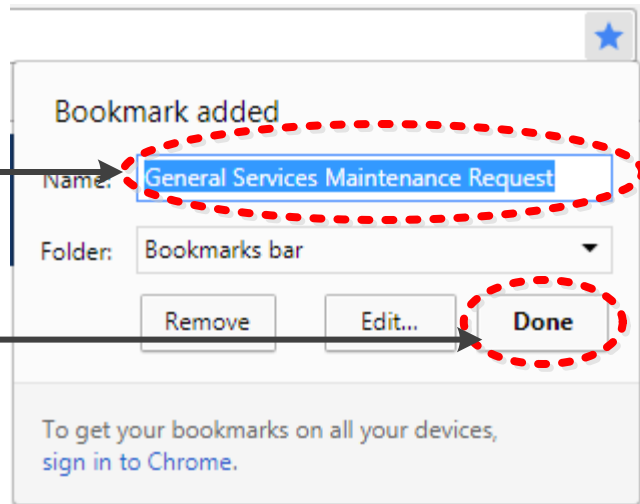 Bookmark added
Name: General Services Maintenance Request
Folder: Bookmarks bar
Remove Edit... Done
To get your bookmarks on all your devices,
sign in to Chrome.